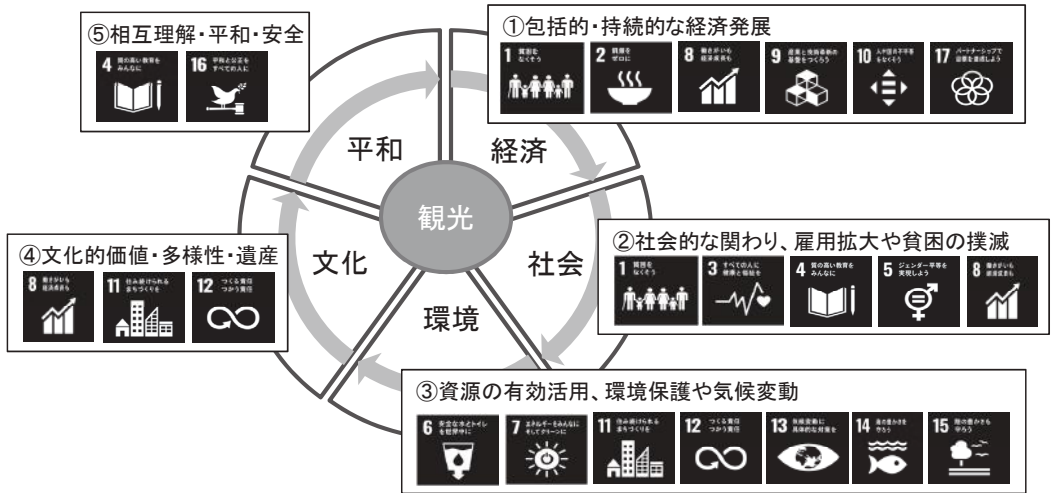 ⑤相互理解・平和・安全
4 質の高い教育を
みんなに
16 平和と公正を
すべての人に
①包括的・持続的な経済発展
1 貧困を
なくそう
2 飢餓を
ゼロに
8 働きがいも
経済成長も
9 産業と技術革新の
基盤をつくろう
10 人や国の不平等
をなくそう
17 パートナーシップで
目標を達成しよう
平和
経済
観光
文化
社会
環境
④文化的価値・多様性・遺産
8 働きがいも
経済成長も
11 住み続けられる
まちづくりを
12 つくる責任
つかう責任
②社会的な関わり、雇用拡大や貧困の撲滅
1 貧困を
なくそう
3 すべての人に
健康と福祉を
4 質の高い教育を
みんなに
5 ジェンダー平等を
実現しよう
8 働きがいも
経済成長も
③資源の有効活用、環境保護や気候変動
6 安全な水とトイレ
を世界中に
7 エネルギーをみんなに
そしてクリーンに
11 住み続けられる
まちづくりを
12 つくる責任
つかう責任
13 気候変動に
具体的な対策を
14 海の豊かさを
守ろう
15 陸の豊かさも
守ろう